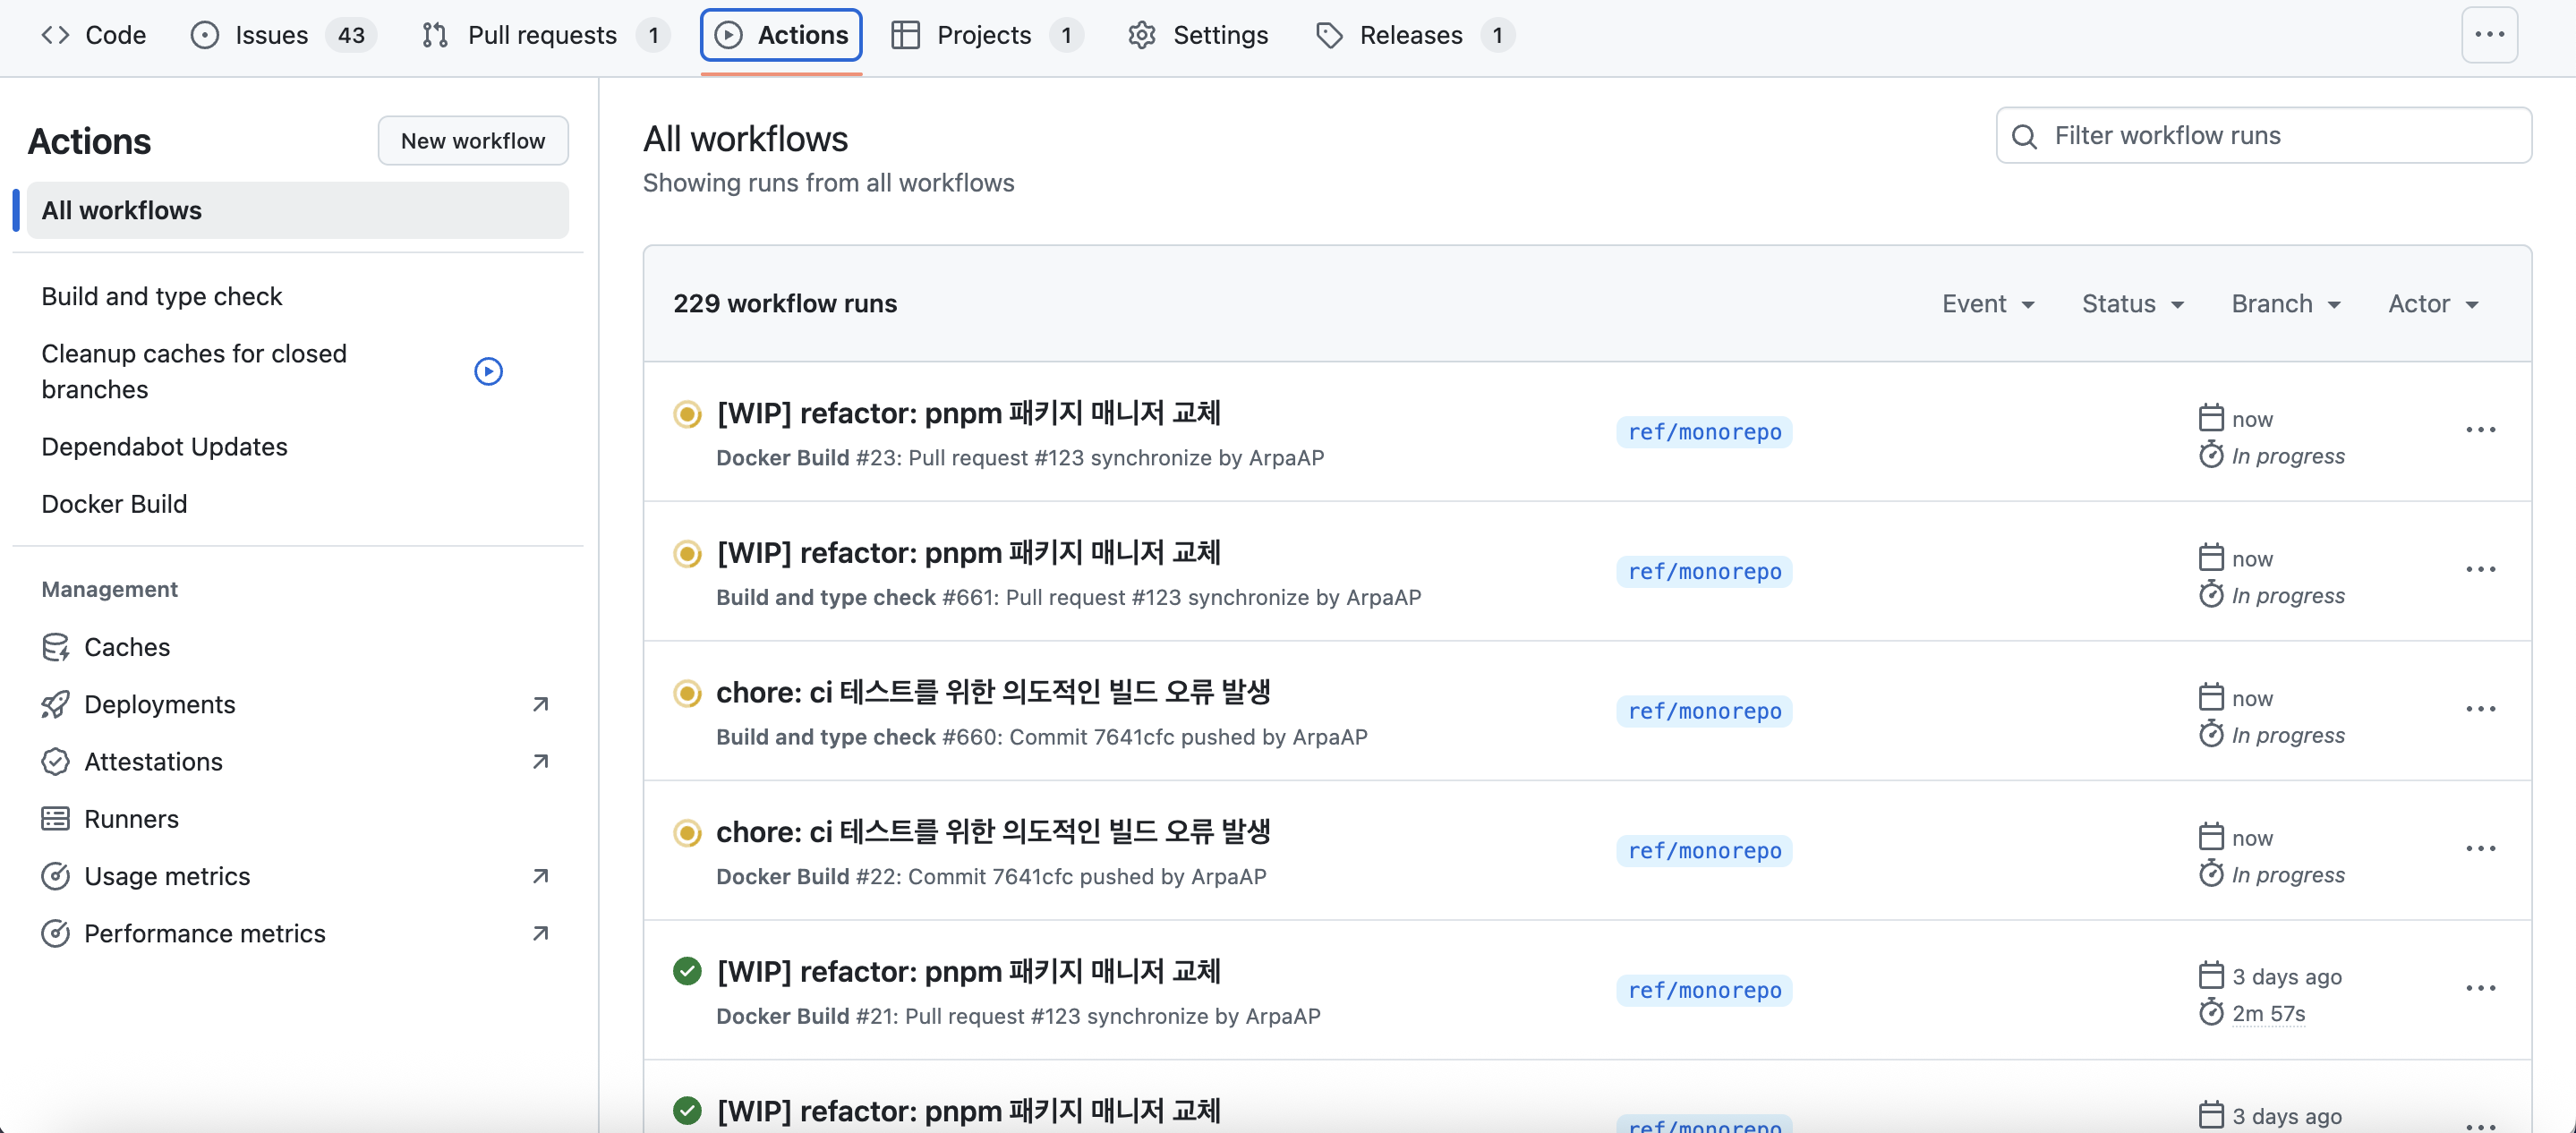 Code
Issues 43
Pull requests 1
Actions
Projects 1
Settings
Releases 1
Actions
New workflow
All workflows
Build and type check
Cleanup caches for closed
branches
Dependabot Updates
Docker Build
Management
Caches
Deployments
Attestations
Runners
Usage metrics
Performance metrics
All workflows
Showing runs from all workflows
Filter workflow runs
229 workflow runs
Event
Status
Branch
Actor
[WIP] refactor: pnpm 패키지 매니저 교체
Docker Build #23: Pull request #123 synchronize by ArpaAP
ref/monorepo
now
In progress
[WIP] refactor: pnpm 패키지 매니저 교체
Build and type check #661: Pull request #123 synchronize by ArpaAP
ref/monorepo
now
In progress
chore: ci 테스트를 위한 의도적인 빌드 오류 발생
Build and type check #660: Commit 7641cfc pushed by ArpaAP
ref/monorepo
now
In progress
chore: ci 테스트를 위한 의도적인 빌드 오류 발생
Docker Build #22: Commit 7641cfc pushed by ArpaAP
ref/monorepo
now
In progress
[WIP] refactor: pnpm 패키지 매니저 교체
Docker Build #21: Pull request #123 synchronize by ArpaAP
ref/monorepo
3 days ago
2m 57s
[WIP] refactor: pnpm 패키지 매니저 교체
ref/monorepo
3 days ago